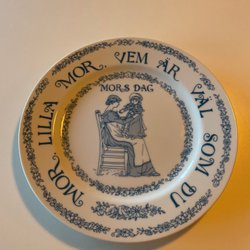 MOR, LILLA MOR, VEM ÄR VÄL SOM DU
MORS DAG